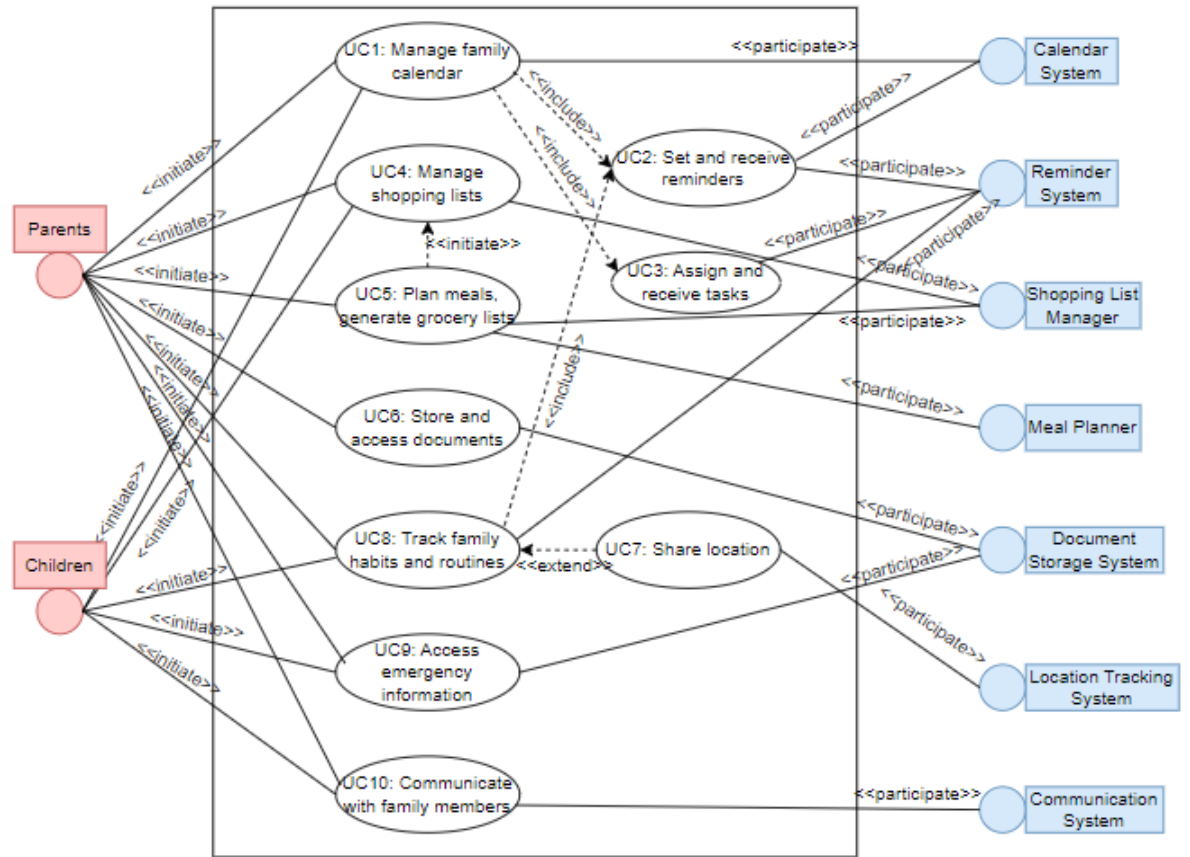 UC1: Manage family
calendar
<<participate>>
Calendar
System
<<initiate>>
<<include>>
<<include>>
<<participate>>
UC2: Set and receive
reminders
<<participate>>
Reminder
System
UC4: Manage
shopping lists
<<initiate>>
Parents
<<initiate>>
<<participate>>
<<participate>>
UC3: Assign and
receive tasks
<<initiate>>
UC5: Plan meals,
generate grocery lists
<<participate>>
<<participate>>
Shopping List
Manager
<<initiate>>
<<initiate>>
<<initiate>>
<<initiate>>
<<include>>
<<participate>>
Meal Planner
UC6: Store and
access documents
<<initiate>>
<<initiate>>
<<initiate>>
<<participate>>
Document
Storage System
UC8: Track family
habits and routines
UC7: Share location
<<extend>>
<<participate>>
Children
<<initiate>>
<<initiate>>
<<initiate>>
UC9: Access
emergency
information
<<participate>>
Location Tracking
System
UC10: Communicate
with family members
<<participate>>
Communication
System